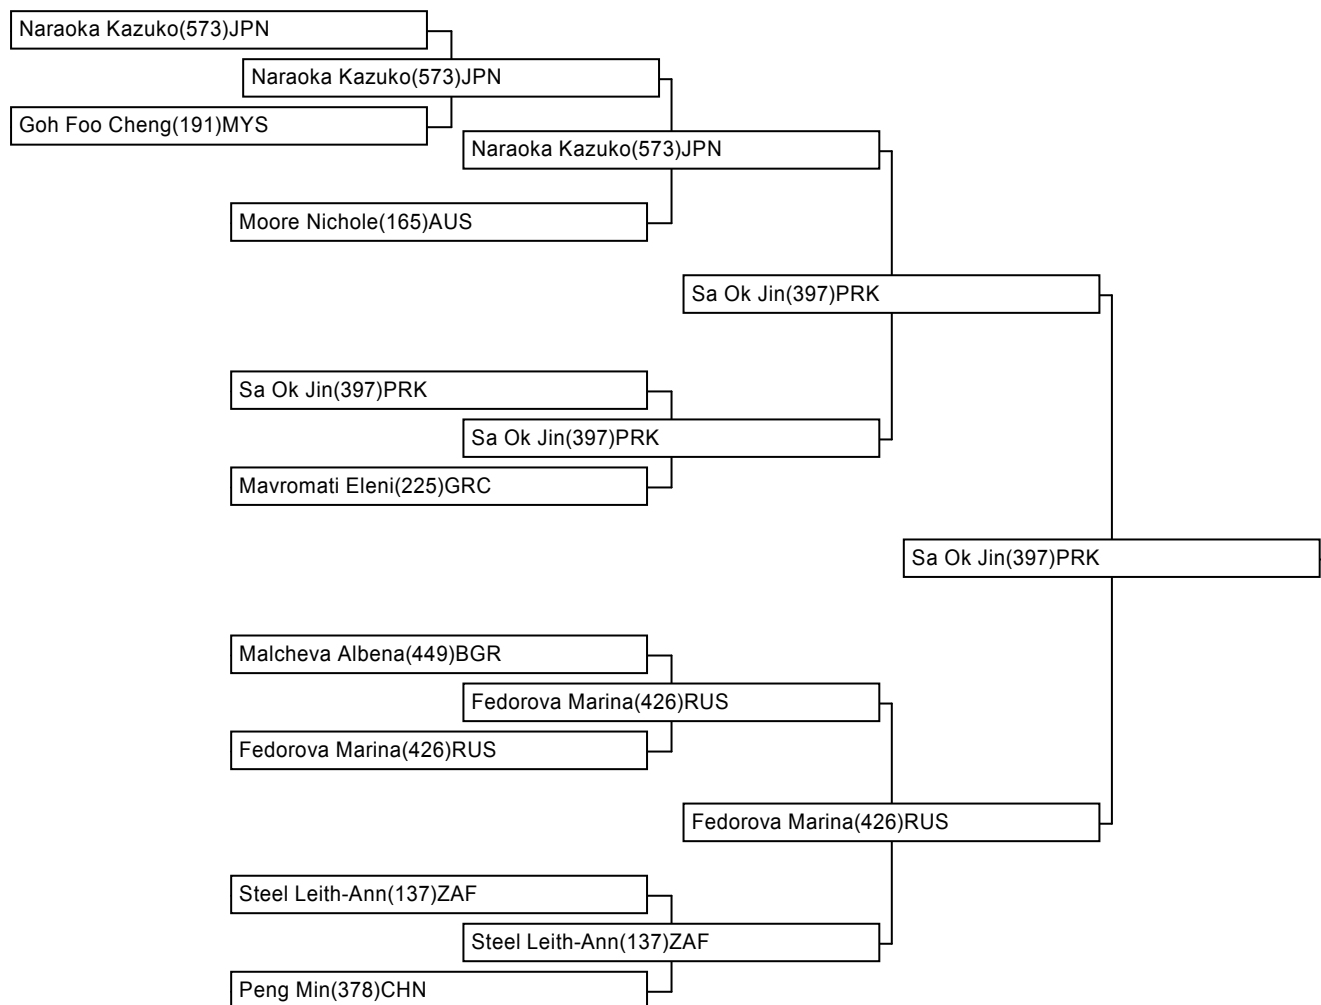 Naraoka Kazuko(573)JPN
Naraoka Kazuko(573)JPN
Goh Foo Cheng(191)MYS
Naraoka Kazuko(573)JPN
Moore Nichole(165)AUS
Sa Ok Jin(397)PRK
Sa Ok Jin(397)PRK
Sa Ok Jin(397)PRK
Mavromati Eleni(225)GRC
Sa Ok Jin(397)PRK
Malcheva Albena(449)BGR
Fedorova Marina(426)RUS
Fedorova Marina(426)RUS
Fedorova Marina(426)RUS
Steel Leith-Ann(137)ZAF
Steel Leith-Ann(137)ZAF
Peng Min(378)CHN